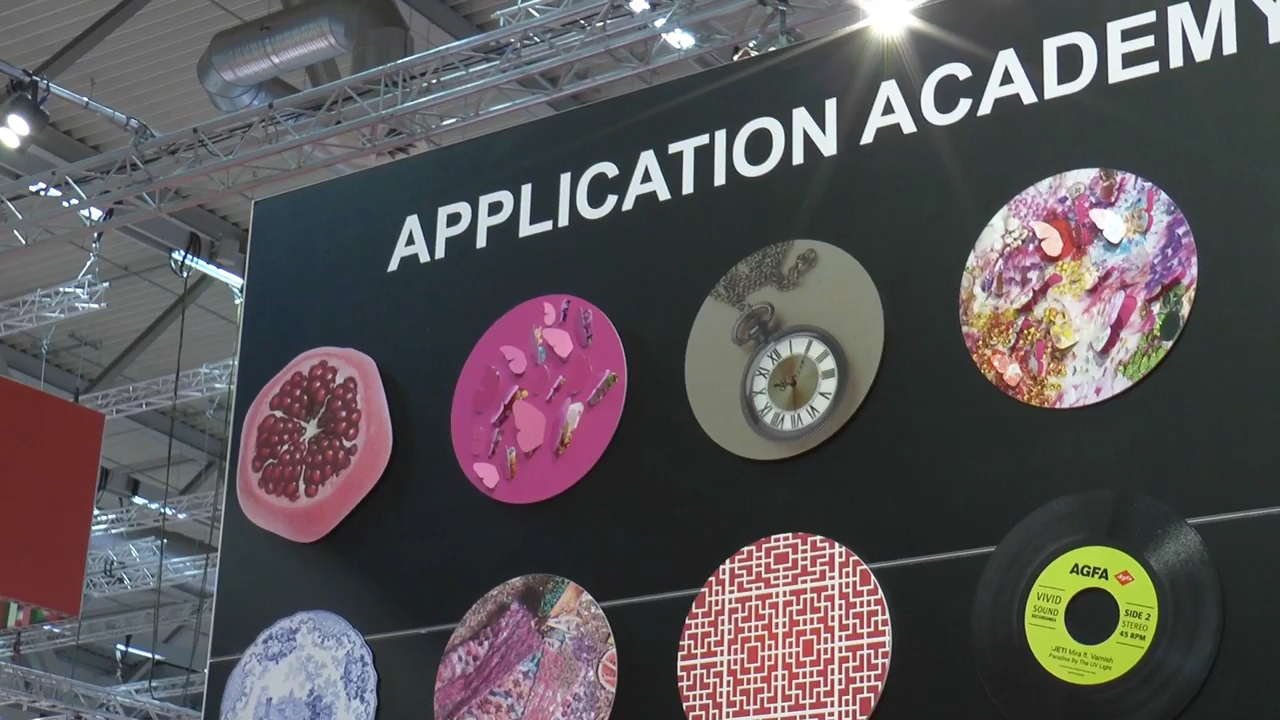 APPLICATION ACADEMY
AGFA
VIVID
SOUND
RECORDINGS
SIDE 2
STEREO
45 RPM
:JETI Mira ft. Varnish
Paradise By The UV Light